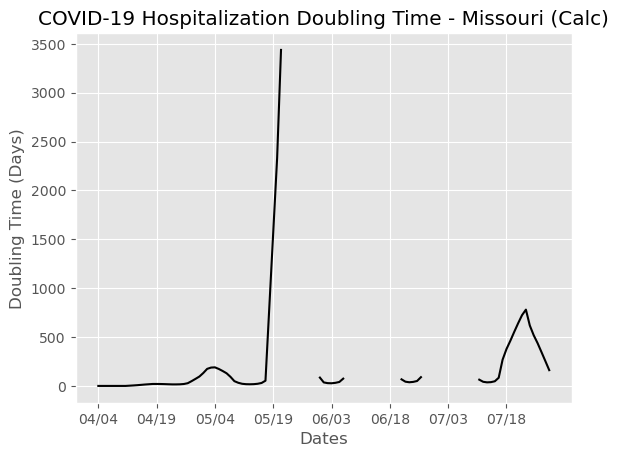 COVID-19 Hospitalization Doubling Time - Missouri (Calc)
Doubling Time (Days)
3500
3000
2500
2000
1500
1000
500
0
04/04 04/19 05/04 05/19 06/03 06/18 07/03 07/18
Dates